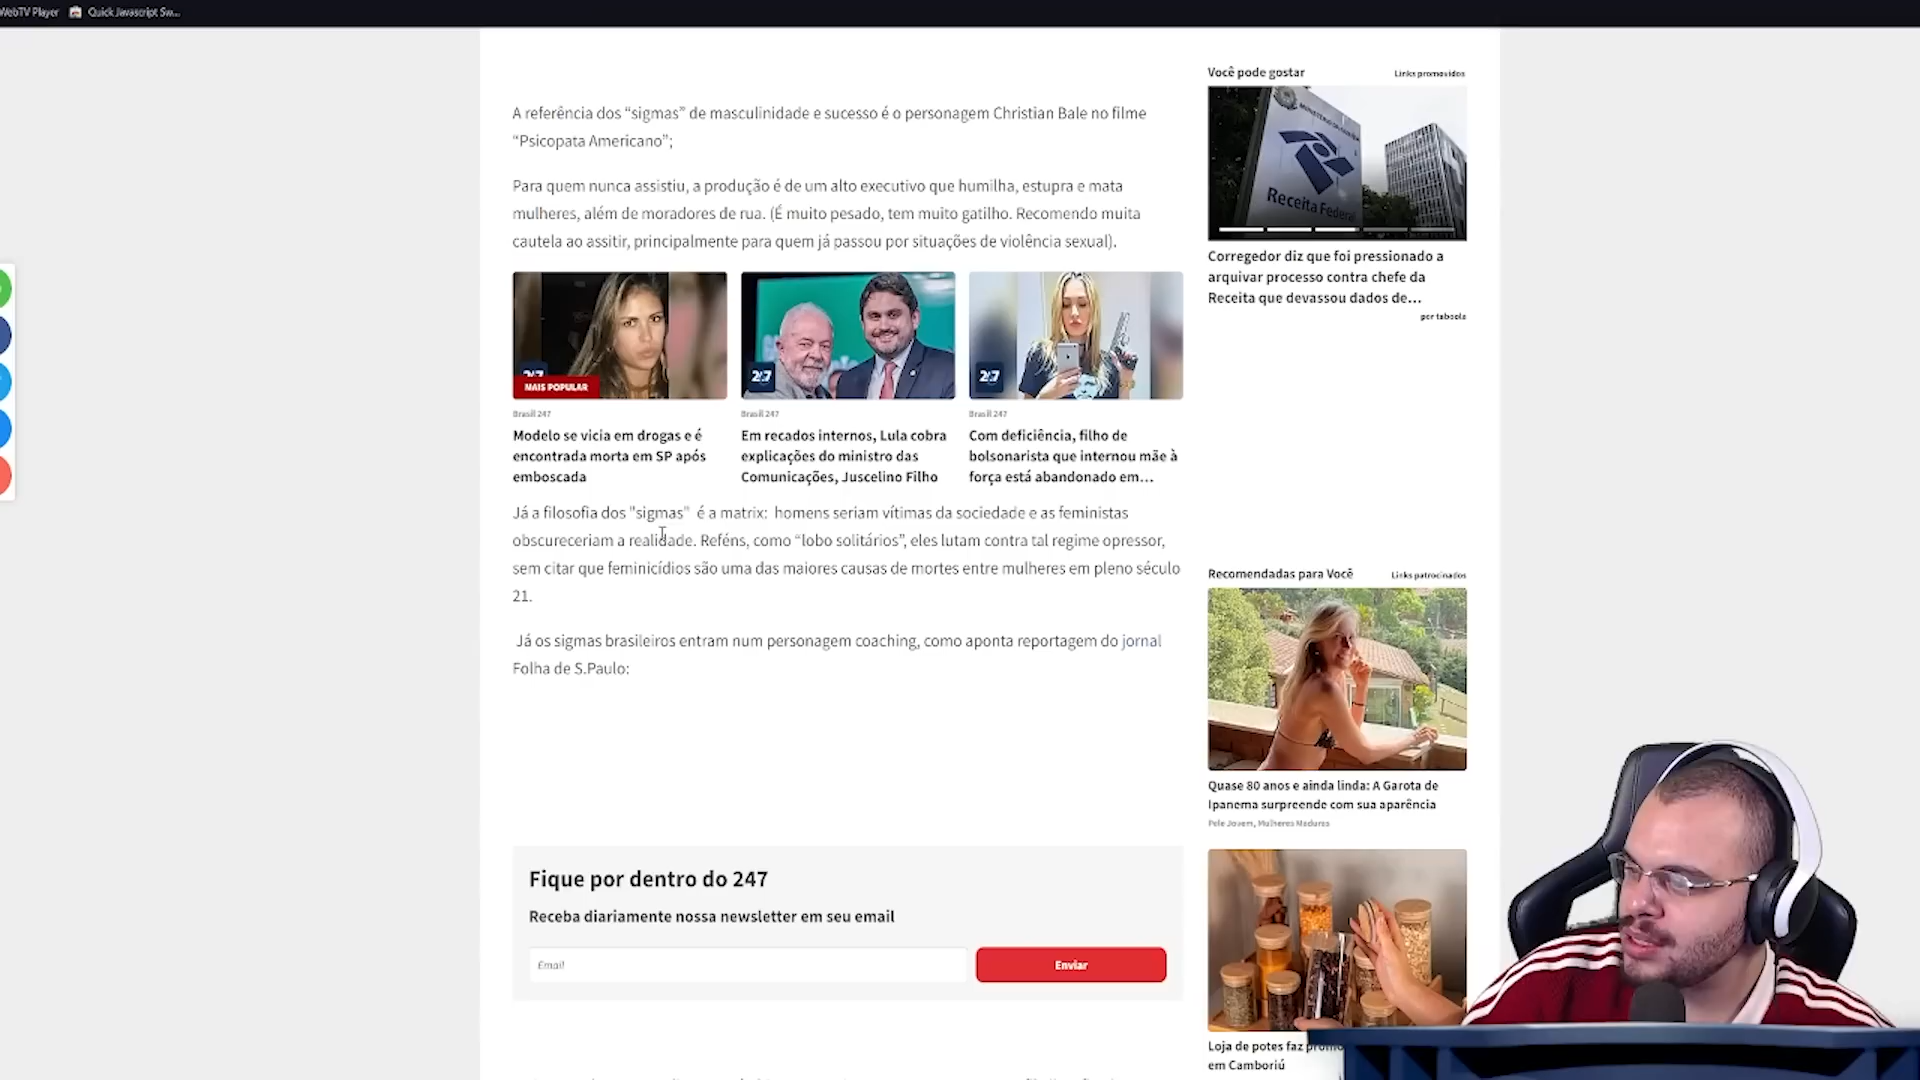 WebTV Player
Quick Javascript Sw...
A referência dos “sigmas” de masculinidade e sucesso é o personagem Christian Bale no filme
“Psicopata Americano”;
Para quem nunca assistiu, a produção é de um alto executivo que humilha, estupra e mata
mulheres, além de moradores de rua. (É muito pesado, tem muito gatilho. Recomendo muita
cautela ao assitir, principalmente para quem já passou por situações de violência sexual).
247
MAIS POPULAR
247
247
Brasil 247
Brasil 247
Brasil 247
Modelo se vicia em drogas e é
encontrada morta em SP após
emboscada
Em recados internos, Lula cobra
explicações do ministro das
Comunicações, Juscelino Filho
Com deficiência, filho de
bolsonarista que internou mãe à
força está abandonado em...
Já a filosofia dos "sigmas" é a matrix: homens seriam vítimas da sociedade e as feministas
obscureceriam a realidade. Reféns, como “lobo solitários”, eles lutam contra tal regime opressor,
sem citar que feminicídios são uma das maiores causas de mortes entre mulheres em pleno século
21.
Já os sigmas brasileiros entram num personagem coaching, como aponta reportagem do jornal
Folha de S.Paulo:
Fique por dentro do 247
Receba diariamente nossa newsletter em seu email
Email
Enviar
Você pode gostar
Links promovidos
MINISTÉRIO DA FAZENDA
Receita Federal
Corregedor diz que foi pressionado a
arquivar processo contra chefe da
Receita que devassou dados de...
por taboola
Recomendadas para Você
Links patrocinados
Quase 80 anos e ainda linda: A Garota de
Ipanema surpreende com sua aparência
Pele Jovem, Mulheres Maduras
Loja de potes faz
em Camboriú